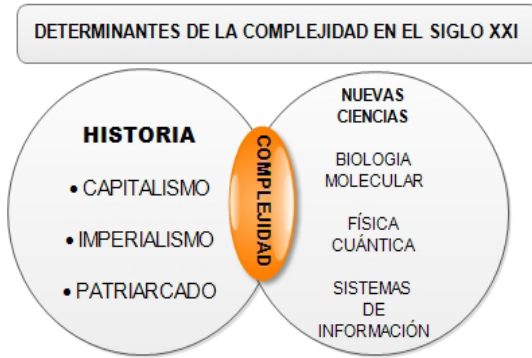 DETERMINANTES DE LA COMPLEJIDAD EN EL SIGLO XXI
HISTORIA
• CAPITALISMO
• IMPERIALISMO
• PATRIARCADO
COMPLEJIDAD
NUEVAS
CIENCIAS
BIOLOGIA
MOLECULAR
FÍSICA
CUÁNTICA
SISTEMAS
DE
INFORMACIÓN